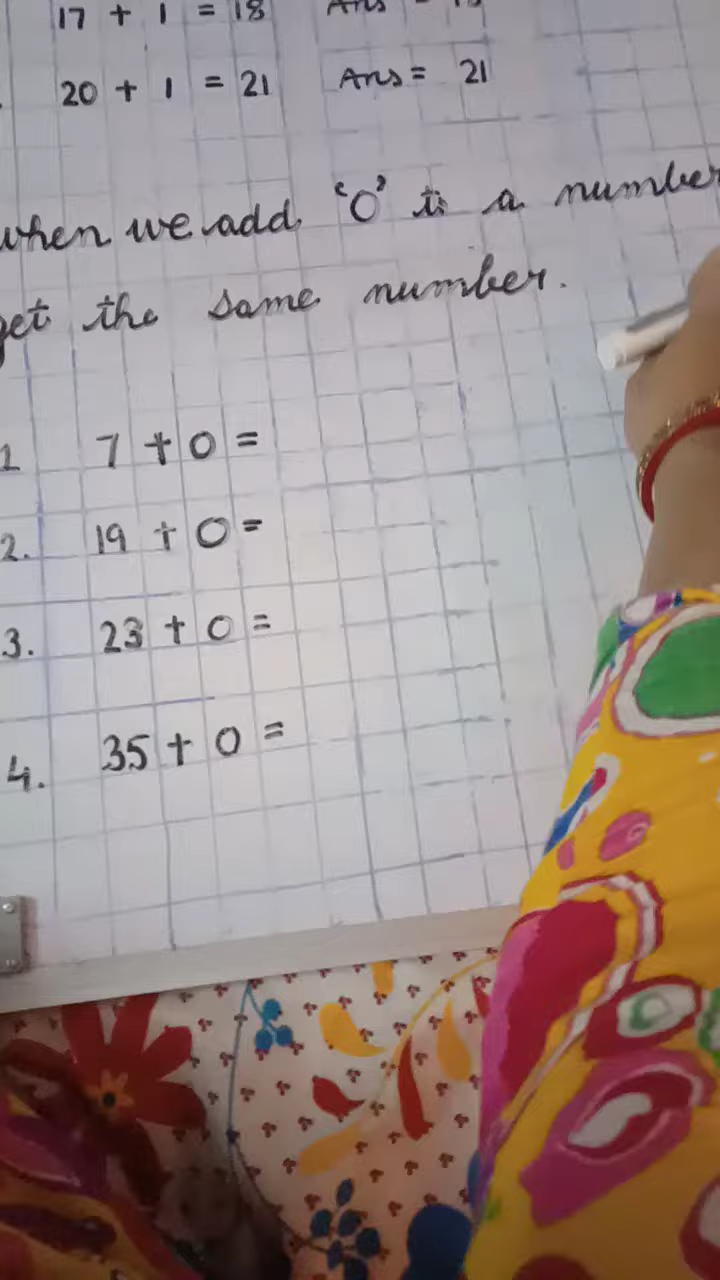 17 + 1 = 18 Ans
20 + 1 = 21 Ans = 21
when we add '0' to a number
get the same number.
1 7 + 0 =
2. 19 + 0 =
3. 23 + 0 =
4. 35 + 0 =